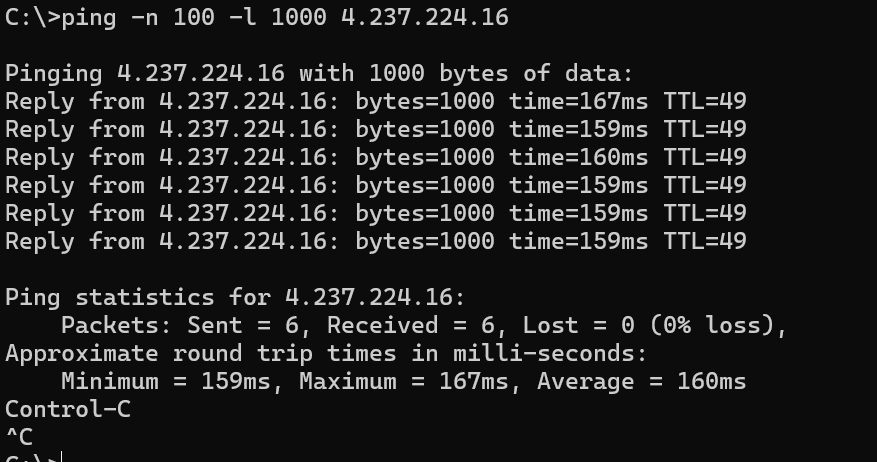 C:\>ping -n 100 -l 1000 4.237.224.16
Pinging 4.237.224.16 with 1000 bytes of data:
Reply from 4.237.224.16: bytes=1000 time=167ms TTL=49
Reply from 4.237.224.16: bytes=1000 time=159ms TTL=49
Reply from 4.237.224.16: bytes=1000 time=160ms TTL=49
Reply from 4.237.224.16: bytes=1000 time=159ms TTL=49
Reply from 4.237.224.16: bytes=1000 time=159ms TTL=49
Reply from 4.237.224.16: bytes=1000 time=159ms TTL=49
Ping statistics for 4.237.224.16:
    Packets: Sent = 6, Received = 6, Lost = 0 (0% loss),
Approximate round trip times in milli-seconds:
    Minimum = 159ms, Maximum = 167ms, Average = 160ms
Control-C
^C
C:\>